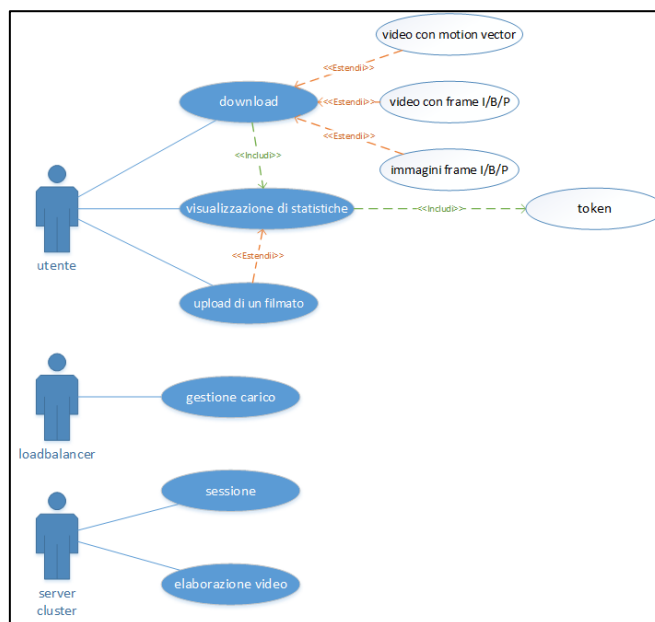 video con motion vector
<<Estendi>>
download
<<Estendi>>
video con frame I/B/P
<<Estendi>>
<<Includi>>
immagini frame I/B/P
visualizzazione di statistiche
<<Includi>>
token
<<Estendi>>
utente
upload di un filmato
gestione carico
loadbalancer
sessione
elaborazione video
server
cluster